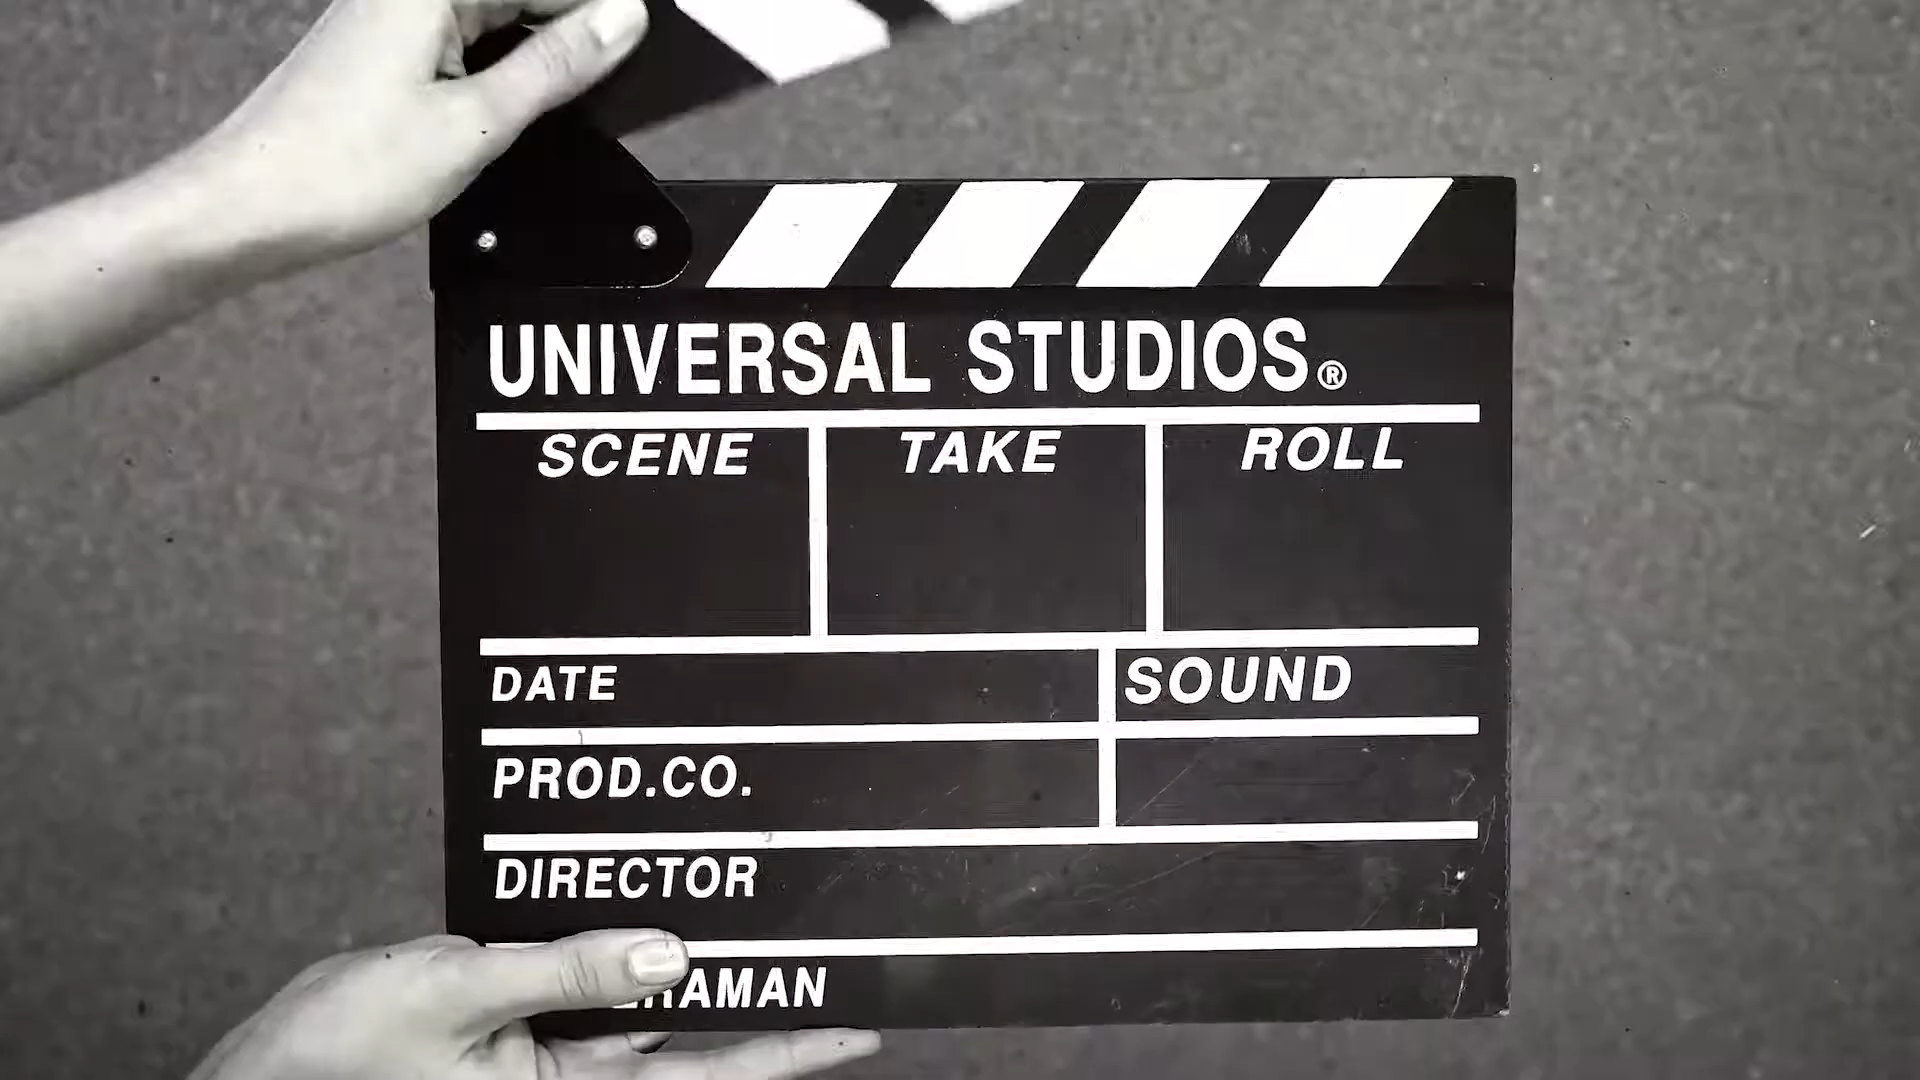 UNIVERSAL STUDIOS®
SCENE TAKE ROLL
DATE SOUND
PROD.CO.
DIRECTOR
ERAMAN